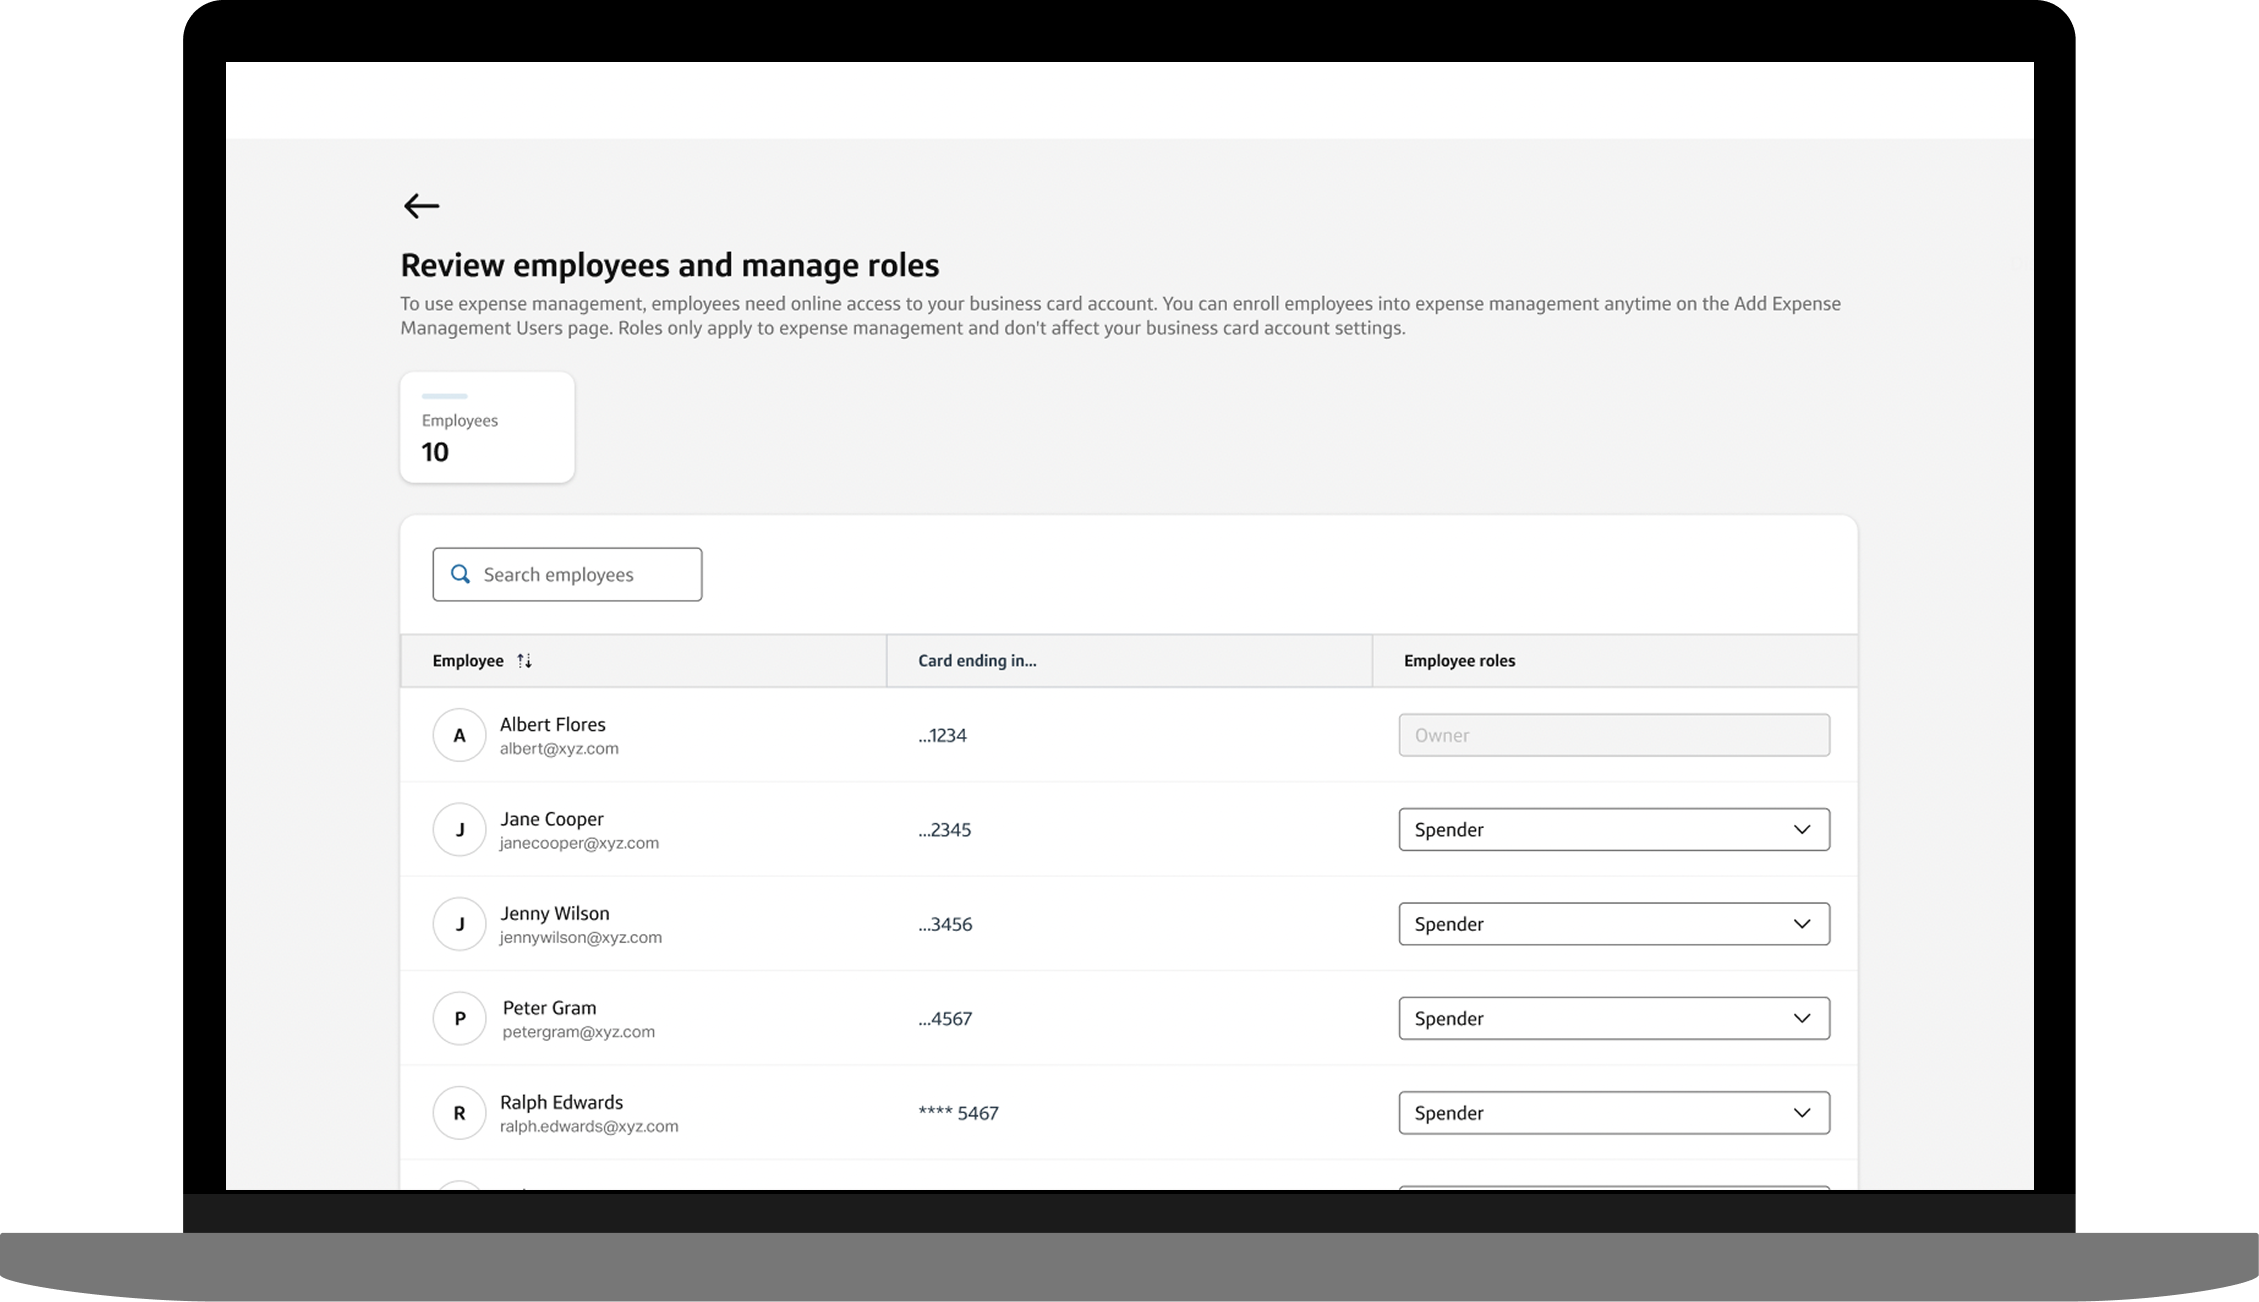 Review employees and manage roles
To use expense management, employees need online access to your business card account. You can enroll employees into expense management anytime on the Add Expense
Management Users page. Roles only apply to expense management and don't affect your business card account settings.
Employees
10
Search employees
Employee
Card ending in...
Employee roles
A
Albert Flores
albert@xyz.com
...1234
Owner
J
Jane Cooper
janecooper@xyz.com
...2345
Spender
J
Jenny Wilson
jennywilson@xyz.com
...3456
Spender
P
Peter Gram
petergram@xyz.com
...4567
Spender
R
Ralph Edwards
ralph.edwards@xyz.com
**** 5467
Spender